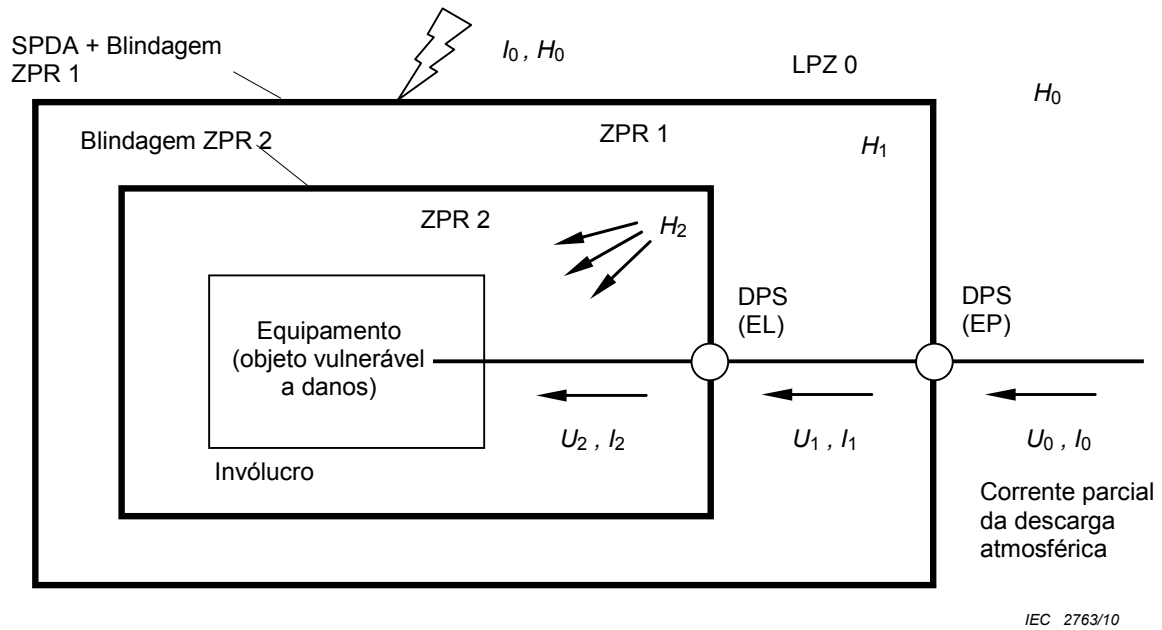 SPDA + Blindagem
ZPR 1
I0 , H0
LPZ 0
H0
Blindagem ZPR 2
ZPR 1
H1
ZPR 2
H2
Equipamento
(objeto vulnerável
a danos)
DPS
(EL)
DPS
(EP)
U2 , I2
U1 , I1
U0 , I0
Invólucro
Corrente parcial
da descarga
atmosférica
IEC 2763/10